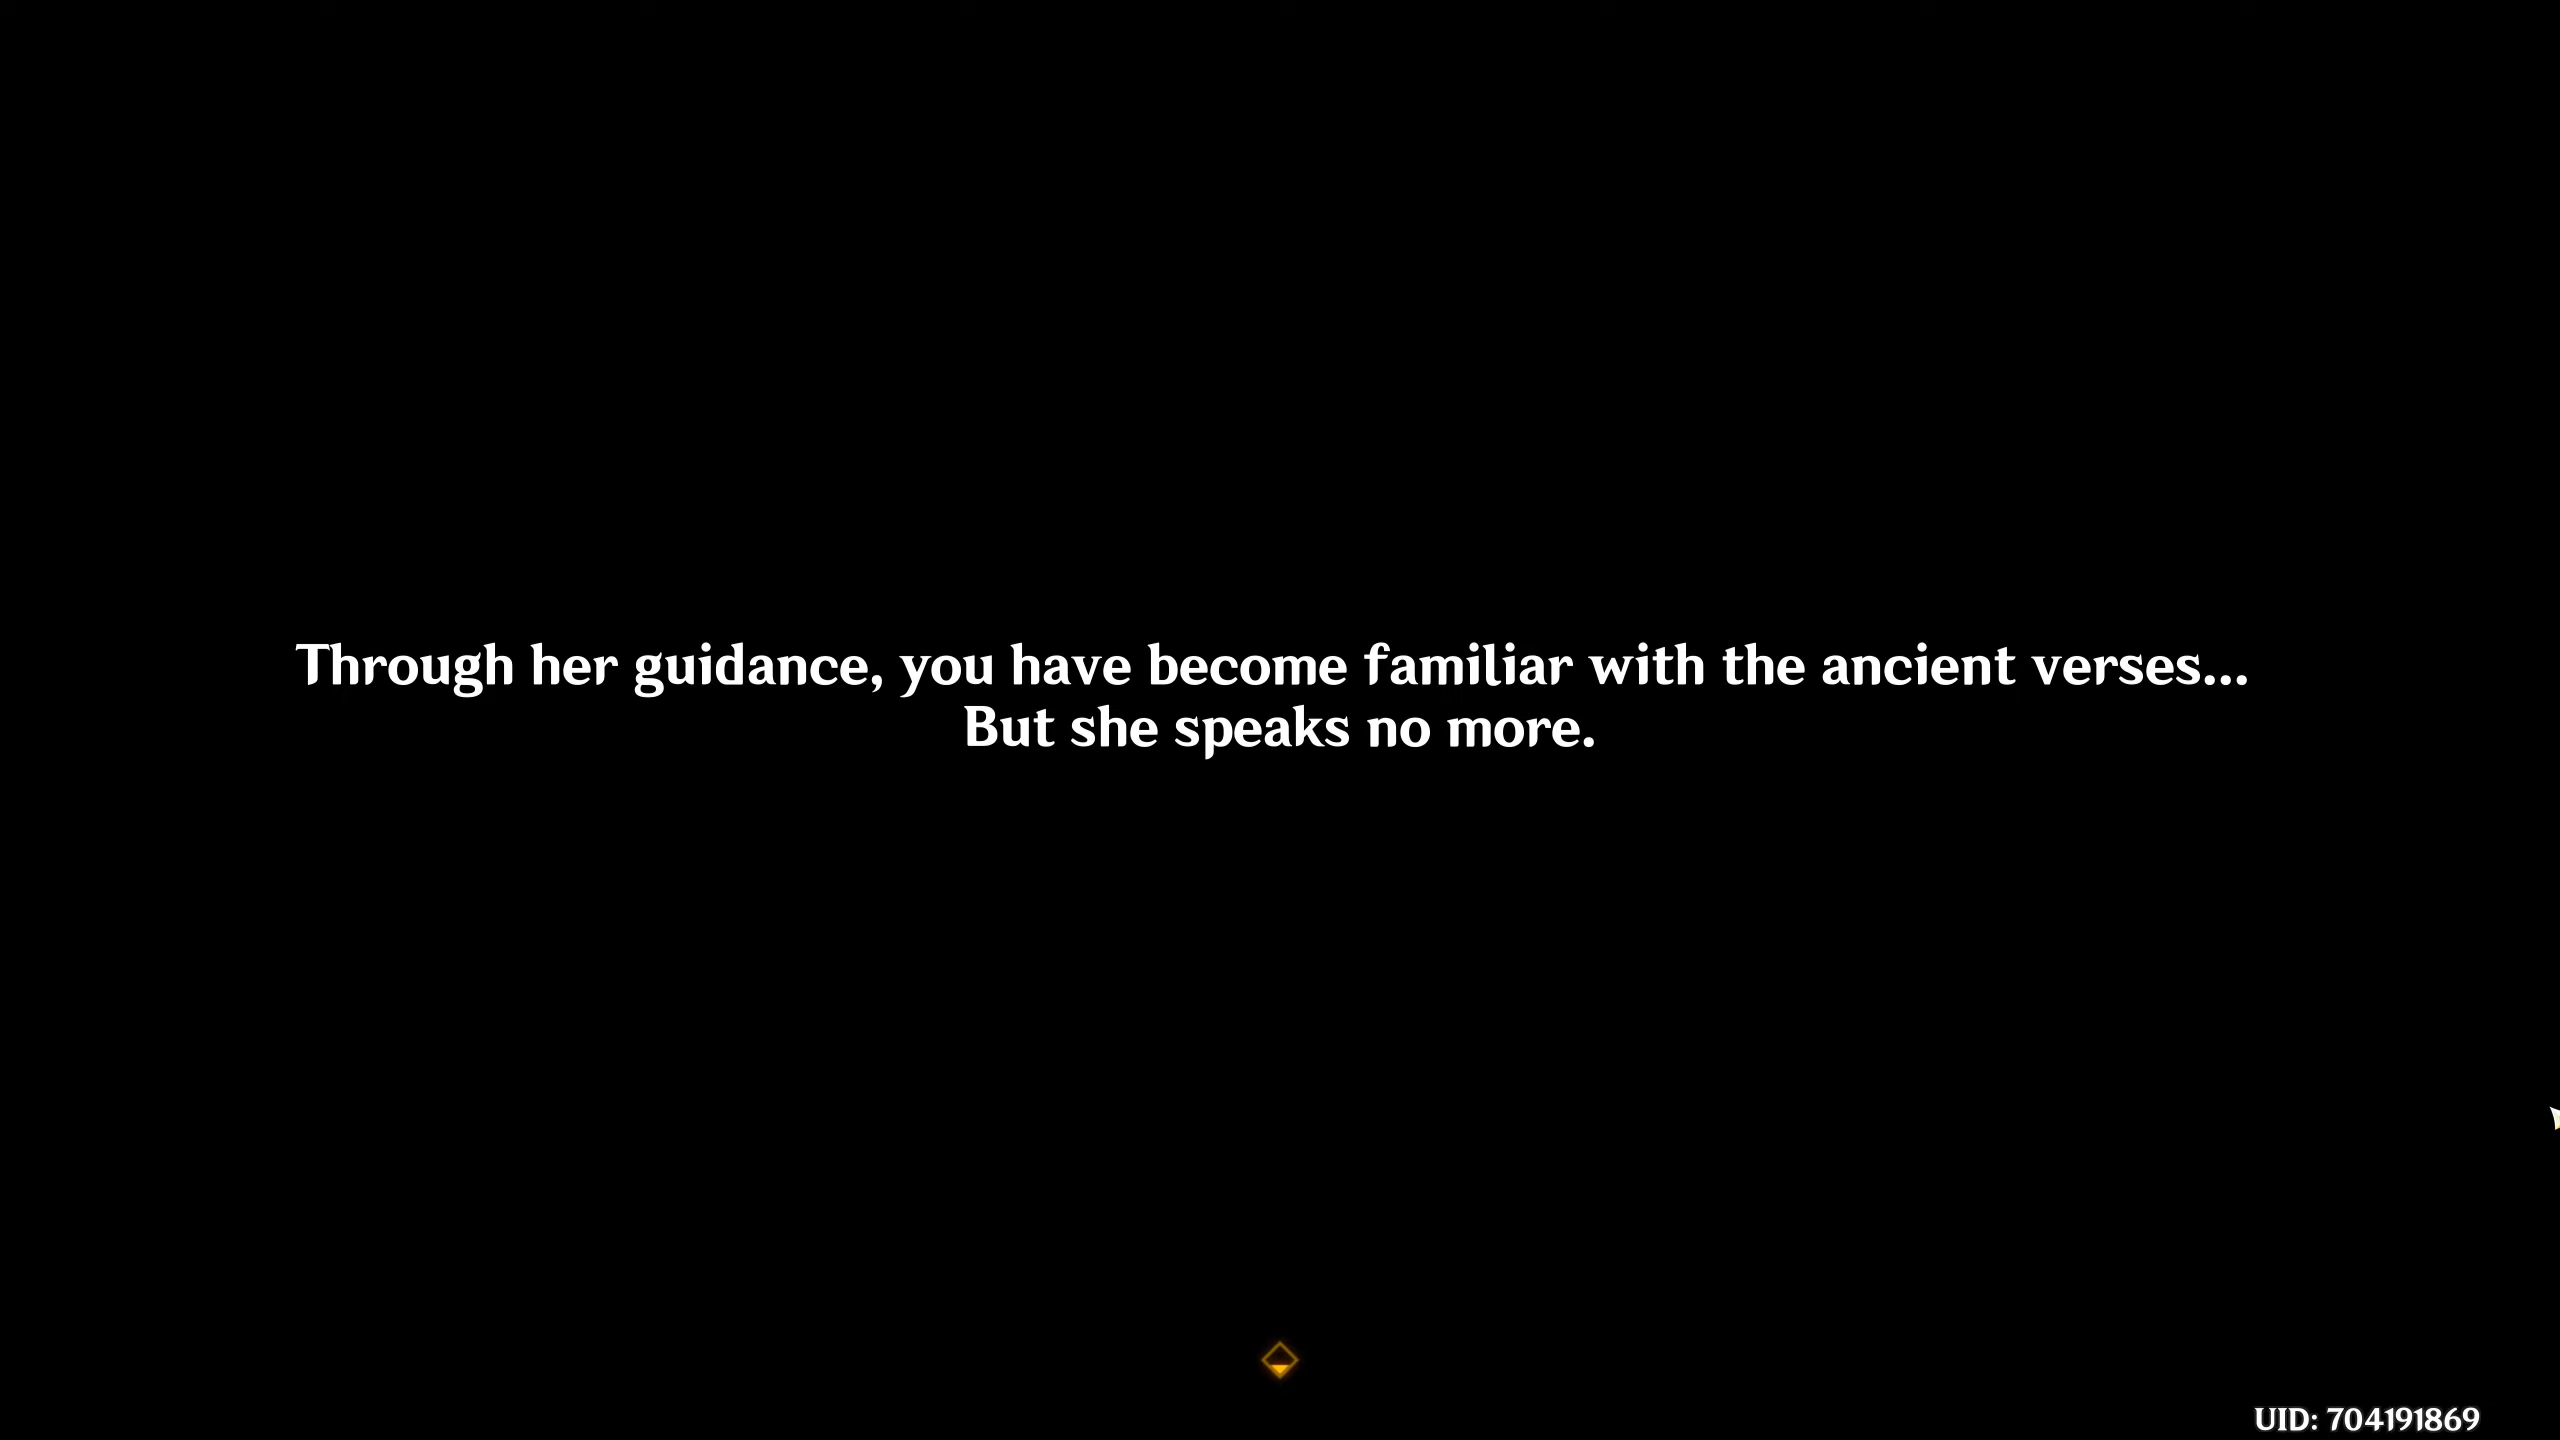 Through her guidance, you have become familiar with the ancient verses...
But she speaks no more.
UID: 704191869